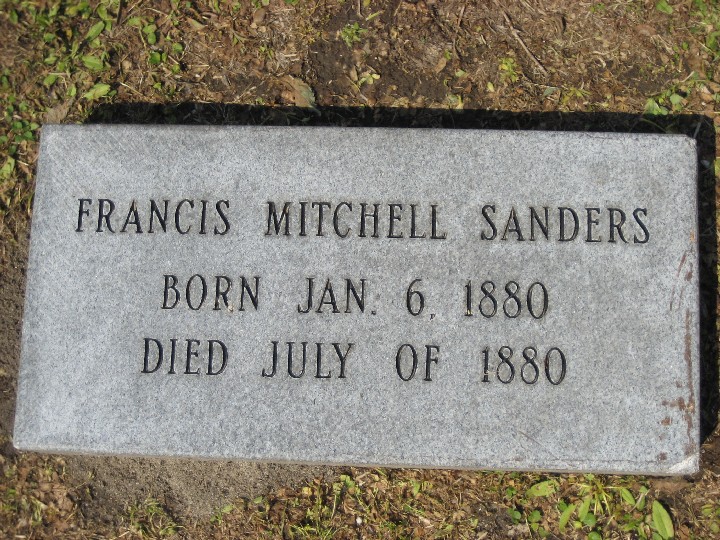 FRANCIS MITCHELL SANDERS
BORN JAN. 6, 1880
DIED JULY OF 1880